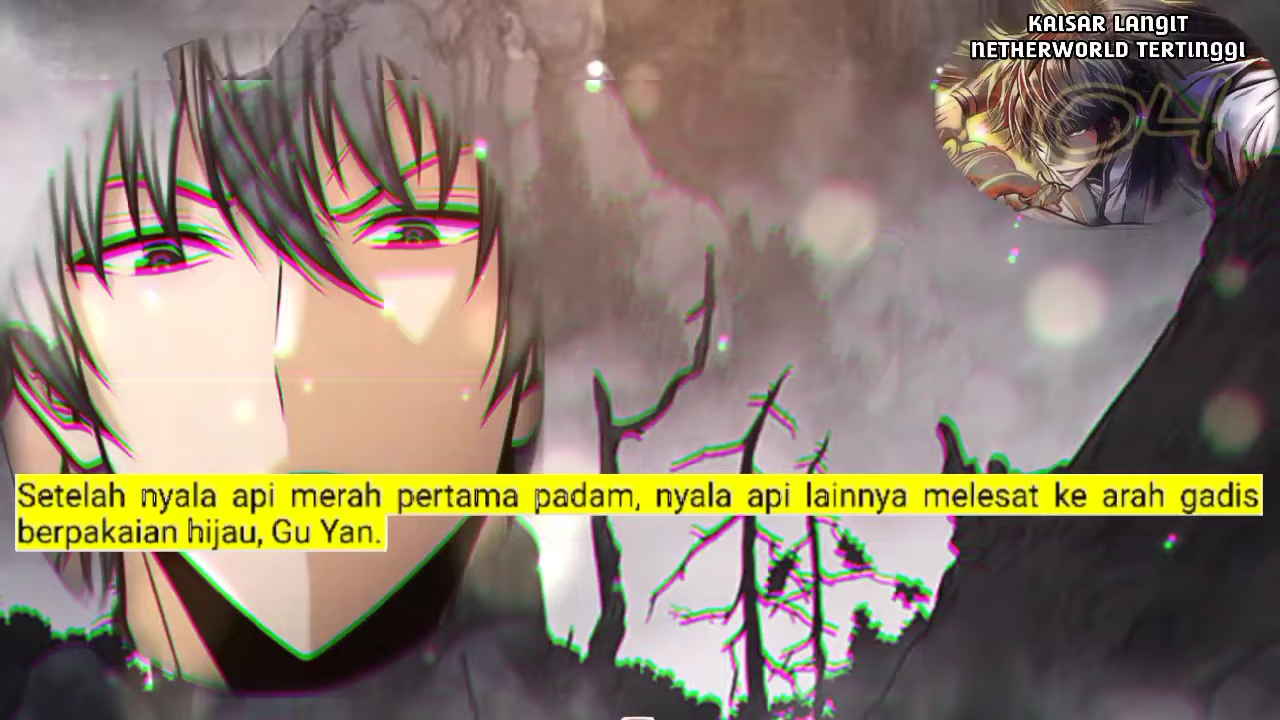 KAISAR LANGIT
NETHERWORLD TERTINGGI
04
Setelah nyala api merah pertama padam, nyala api lainnya melesat ke arah gadis
berpakaian hijau, Gu Yan.